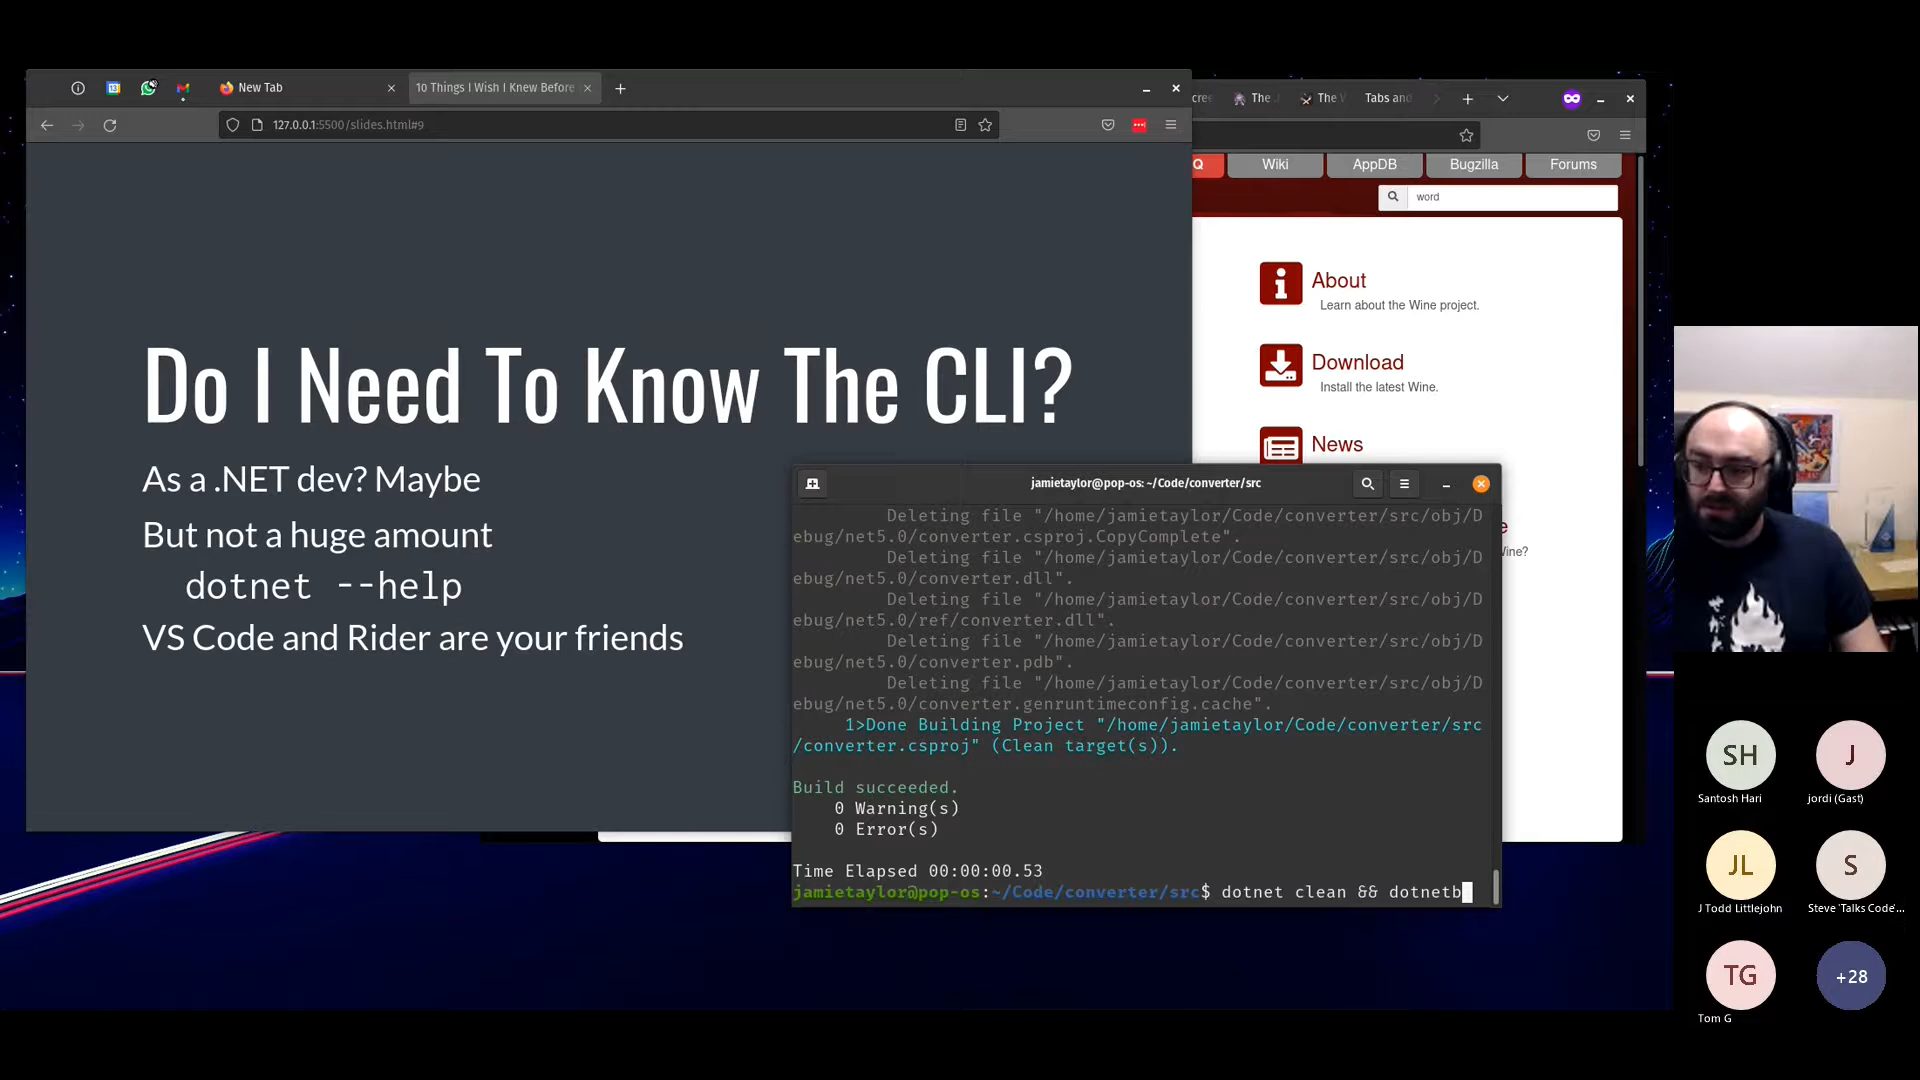 New Tab
10 Things I Wish I Knew Before
127.0.0.1:5500/slides.html#9
Do I Need To Know The CLI?
As a .NET dev? Maybe
But not a huge amount
dotnet --help
VS Code and Rider are your friends
The
The
Tabs and
Q
Wiki
AppDB
Bugzilla
Forums
word
About
Learn about the Wine project.
Download
Install the latest Wine.
News
e
Wine?
jamietaylor@pop-os: ~/Code/converter/src
Deleting file "/home/jamietaylor/Code/converter/src/obj/D
ebug/net5.0/converter.csproj.CopyComplete".
Deleting file "/home/jamietaylor/Code/converter/src/obj/D
ebug/net5.0/converter.dll".
Deleting file "/home/jamietaylor/Code/converter/src/obj/D
ebug/net5.0/ref/converter.dll".
Deleting file "/home/jamietaylor/Code/converter/src/obj/D
ebug/net5.0/converter.pdb".
Deleting file "/home/jamietaylor/Code/converter/src/obj/D
ebug/net5.0/converter.genruntimeconfig.cache".
1>Done Building Project "/home/jamietaylor/Code/converter/src
/converter.csproj" (Clean target(s)).
Build succeeded.
0 Warning(s)
0 Error(s)
Time Elapsed 00:00:00.53
jamietaylor@pop-os:~/Code/converter/src$ dotnet clean && dotnetb
SH
Santosh Hari
J
jordi (Gast)
JL
J Todd Littlejohn
S
Steve 'Talks Code'...
TG
Tom G
+28